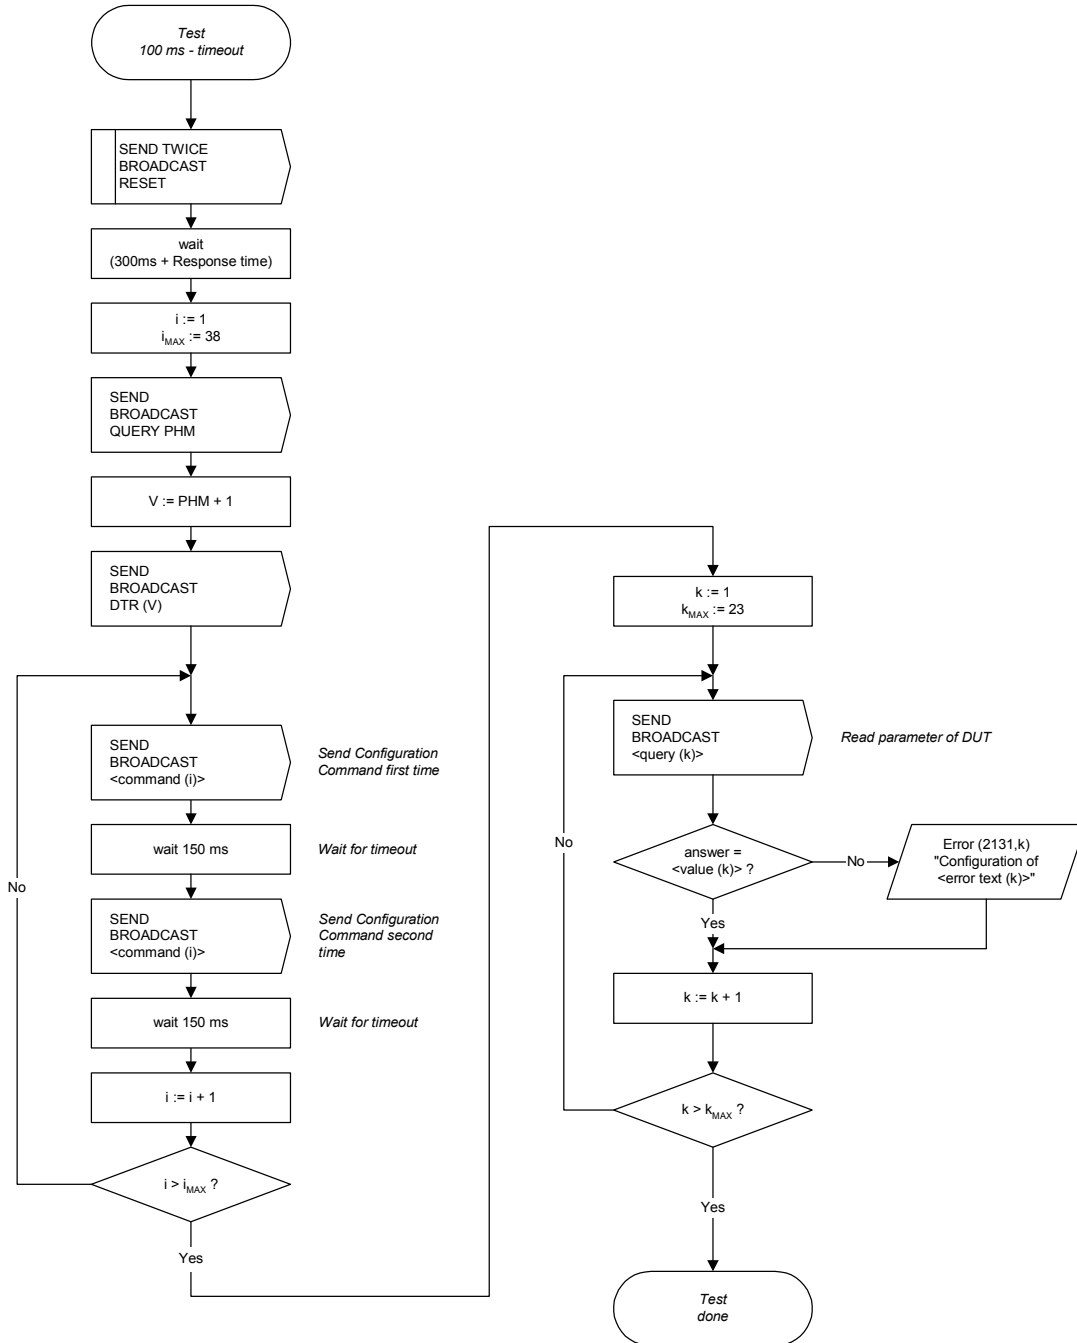 Test
100 ms - timeout
SEND TWICE
BROADCAST
RESET
wait
(300ms + Response time)
i := 1
iMAX := 38
SEND
BROADCAST
QUERY PHM
V := PHM + 1
SEND
BROADCAST
DTR (V)
SEND
BROADCAST
<command (i)>
Send Configuration
Command first time
wait 150 ms
Wait for timeout
No
SEND
BROADCAST
<command (i)>
Send Configuration
Command second
time
wait 150 ms
Wait for timeout
i := i + 1
i > iMAX ?
Yes
k := 1
kMAX := 23
SEND
BROADCAST
<query (k)>
Read parameter of DUT
No
answer =
<value (k)> ?
No
Error (2131,k)
"Configuration of
<error text (k)>"
Yes
k := k + 1
k > kMAX ?
Yes
Test
done